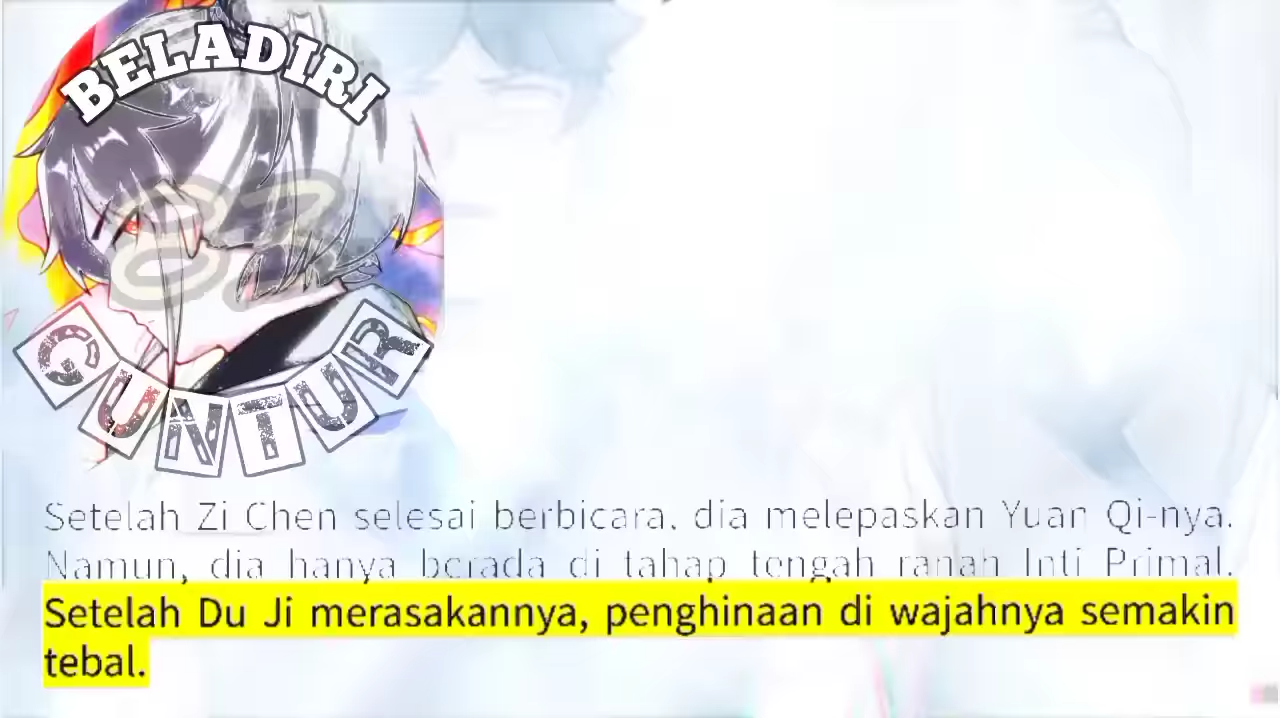 BELADIRI
63
GUNTUR
Setelah Zi Chen selesai berbicara, dia melepaskan Yuan Qi-nya.
Namun, dia hanya berada di tahap tengah ranah Inti Primal.
Setelah Du Ji merasakannya, penghinaan di wajahnya semakin
tebal.